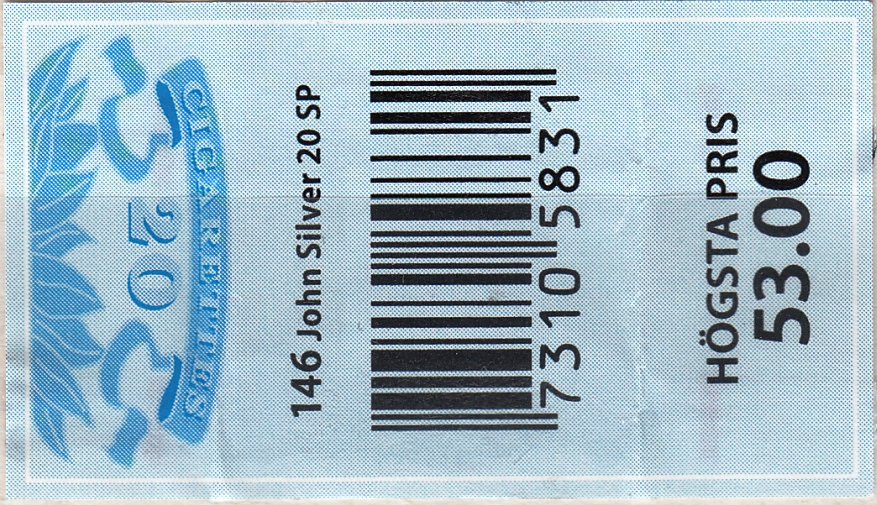 CIGARETTES
20
146 John Silver 20 SP
7310 5831
HÖGSTA PRIS
53.00